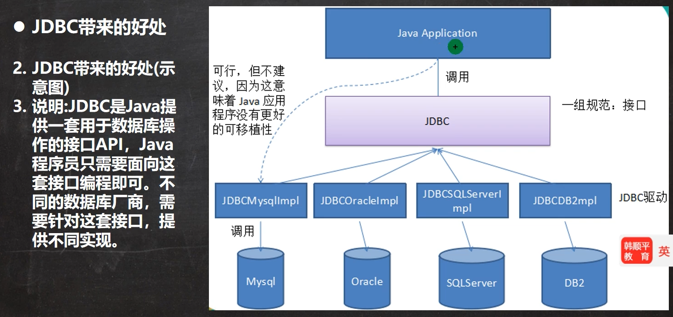 ● JDBC带来的好处
2. JDBC带来的好处(示
意图)
3. 说明:JDBC是Java提
供一套用于数据库操
作的接口API，Java
程序员只需要面向这
套接口编程即可。不
同的数据库厂商，需
要针对这套接口，提
供不同实现。
Java Application
可行，但不建
议，因为这意
味着 Java 应用
程序没有更好
的可移植性
调用
JDBC
一组规范：接口
JDBCMysqlImpl
JDBCOracleImpl
JDBCSQLServerI
mpl
JDBCDB2mpl
JDBC驱动
调用
Mysql
Oracle
SQLServer
DB2
韩顺平
教育
英